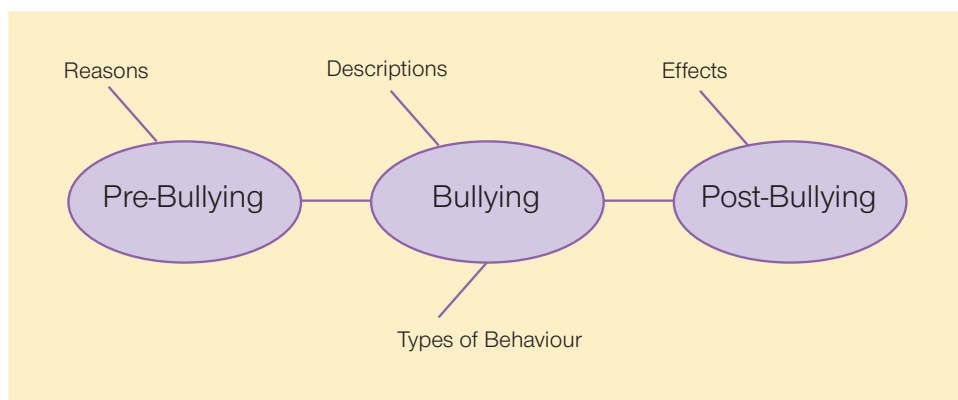 Reasons
Descriptions
Effects
Pre-Bullying
Bullying
Post-Bullying
Types of Behaviour